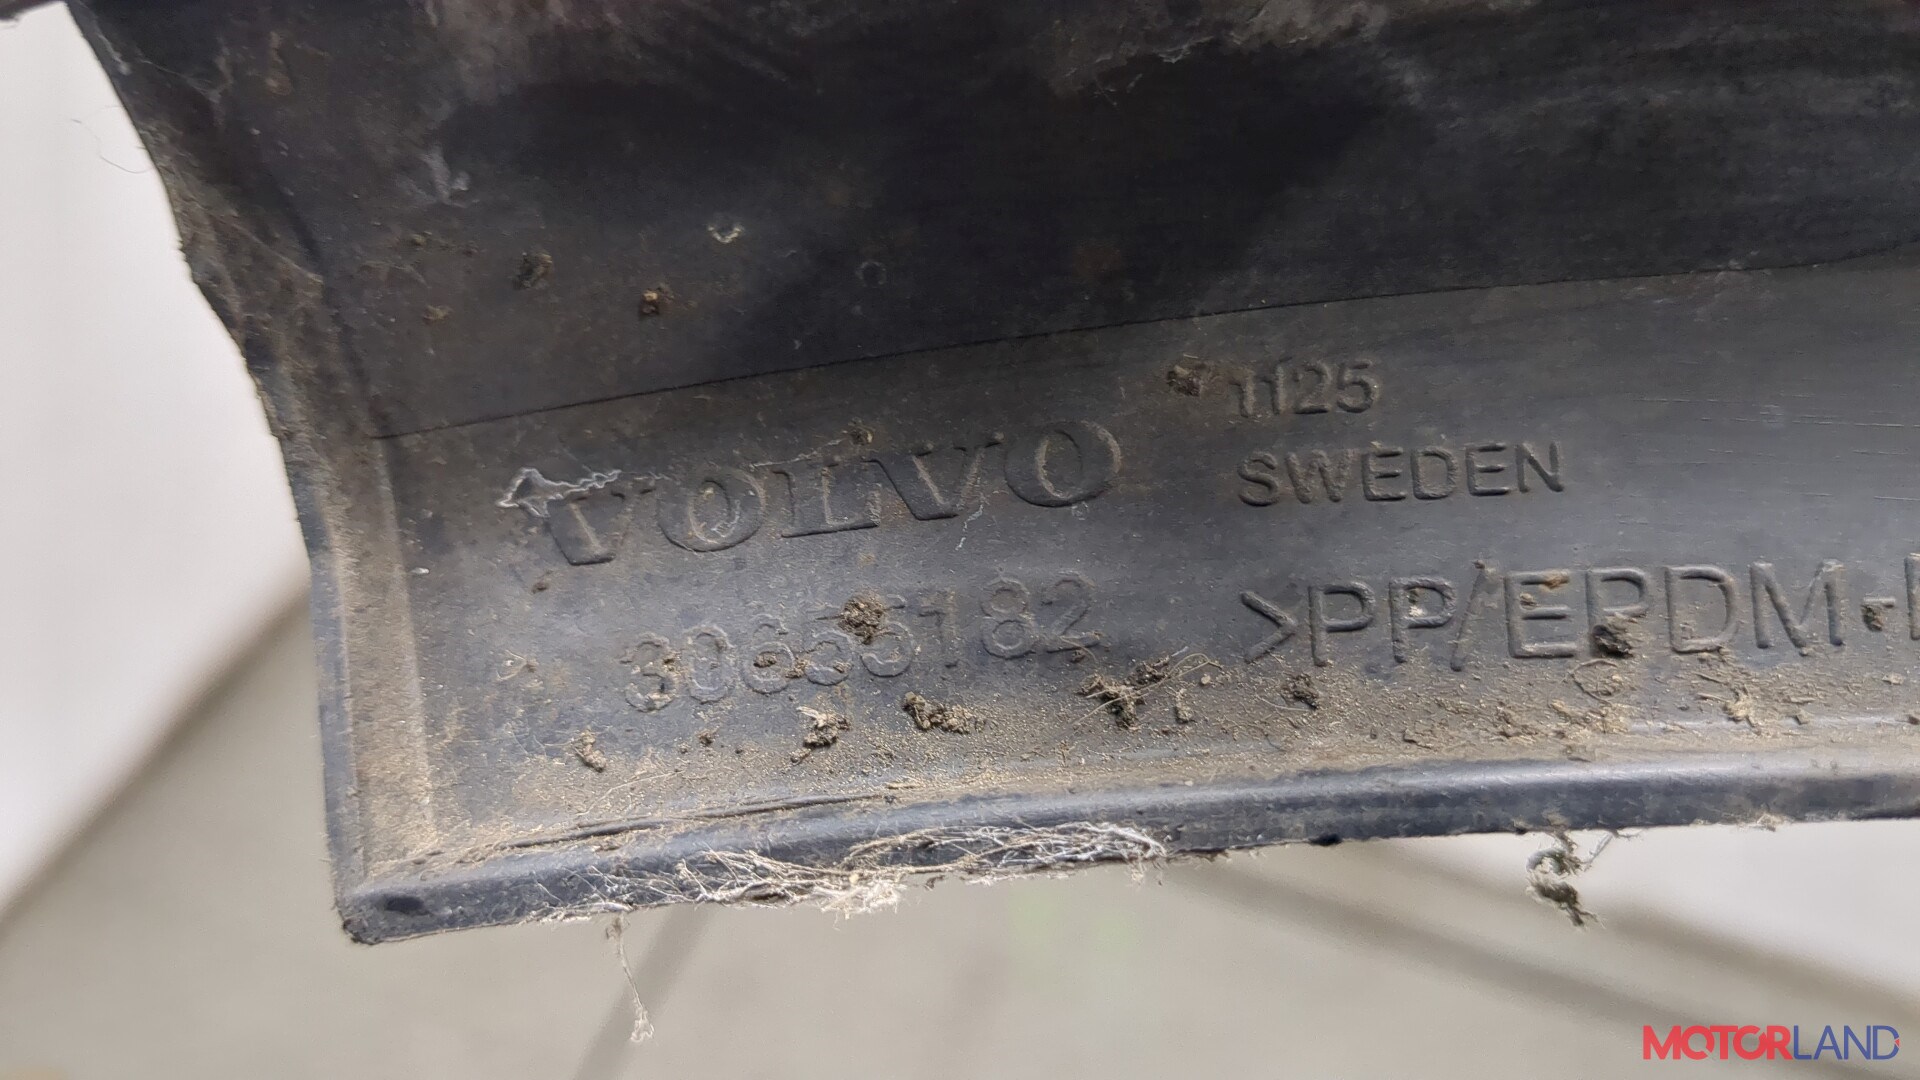 1125
VOLVO
SWEDEN
30655182
>PP/EPDM-
MOTORLAND